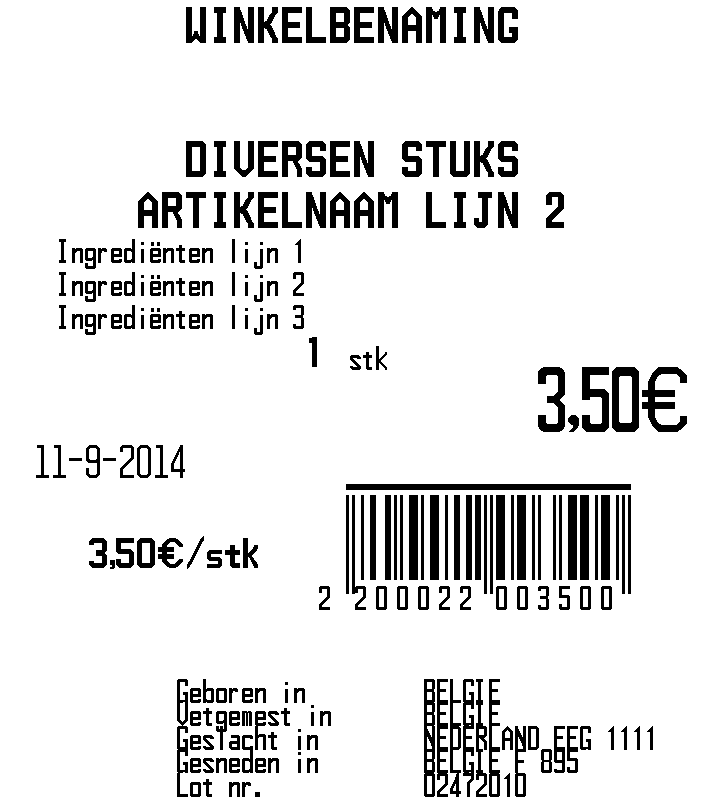 WINKELBENAMING
DIVERSEN STUKS
ARTIKELNAAM LIJN 2
Ingrediënten lijn 1
Ingrediënten lijn 2
Ingrediënten lijn 3
1 stk
3,50€
11-9-2014
3,50€/stk
2 200022 003500
Geboren in BELGIE
Vetgemest in BELGIE
Geslacht in NEDERLAND EEG 1111
Gesneden in BELGIE F 895
Lot nr. 02472010